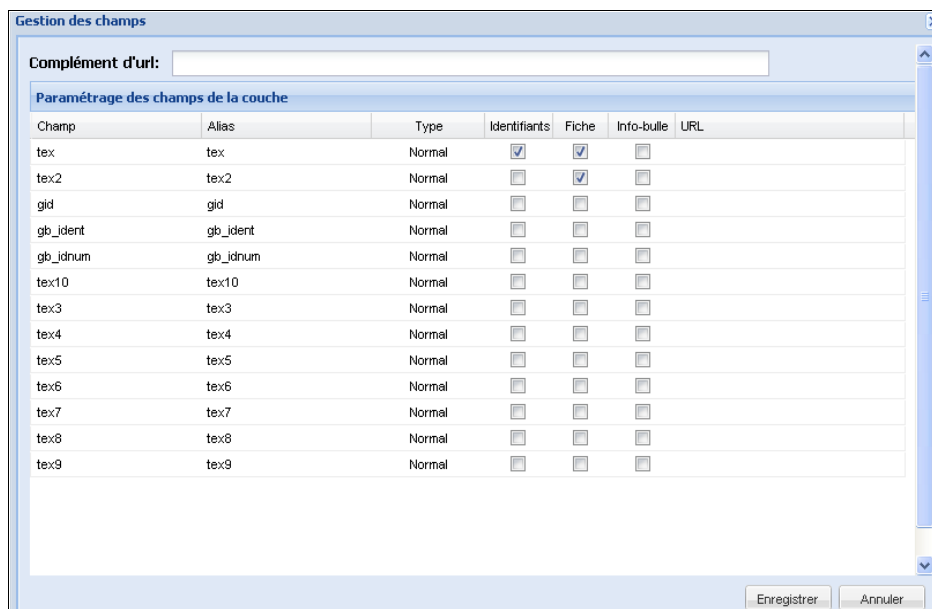 Gestion des champs
Complément d'url:
Paramétrage des champs de la couche
Champ Alias Type Identifiants Fiche Info-bulle URL
tex tex Normal
tex2 tex2 Normal
gid gid Normal
gb_ident gb_ident Normal
gb_idnum gb_idnum Normal
tex10 tex10 Normal
tex3 tex3 Normal
tex4 tex4 Normal
tex5 tex5 Normal
tex6 tex6 Normal
tex7 tex7 Normal
tex8 tex8 Normal
tex9 tex9 Normal
Enregistrer Annuler